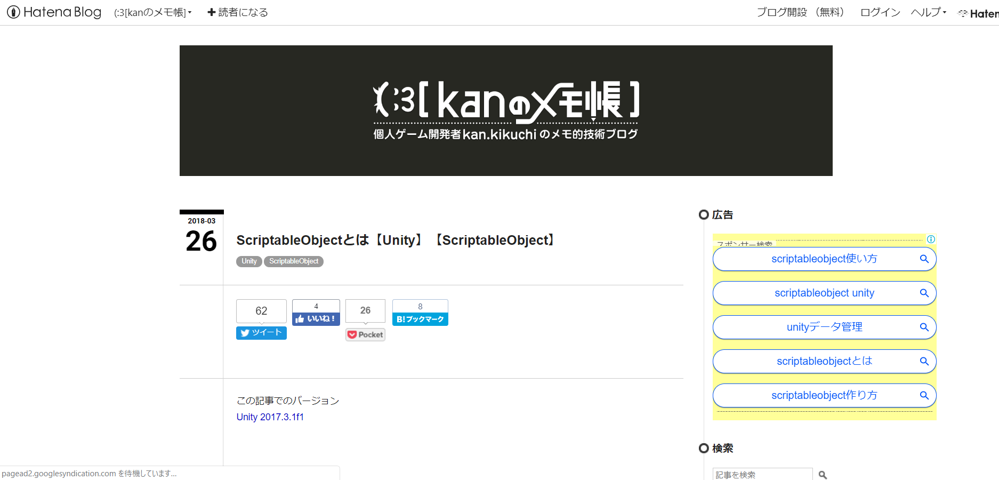 Hatena Blog
(:3[kanのメモ帳]
読者になる
ブログ開設 （無料）
ログイン
ヘルプ
Haten
(:3[kanのメモ帳]
個人ゲーム開発者kan.kikuchiのメモ的技術ブログ
2018-03
26
ScriptableObjectとは【Unity】【ScriptableObject】
Unity
ScriptableObject
62
ツイート
4
いいね！
26
Pocket
8
B!ブックマーク
この記事でのバージョン
Unity 2017.3.1f1
広告
スポンサー検索
scriptableobject使い方
scriptableobject unity
unityデータ管理
scriptableobjectとは
scriptableobject作り方
検索
記事を検索
pagead2.googlesyndication.com を待機しています...